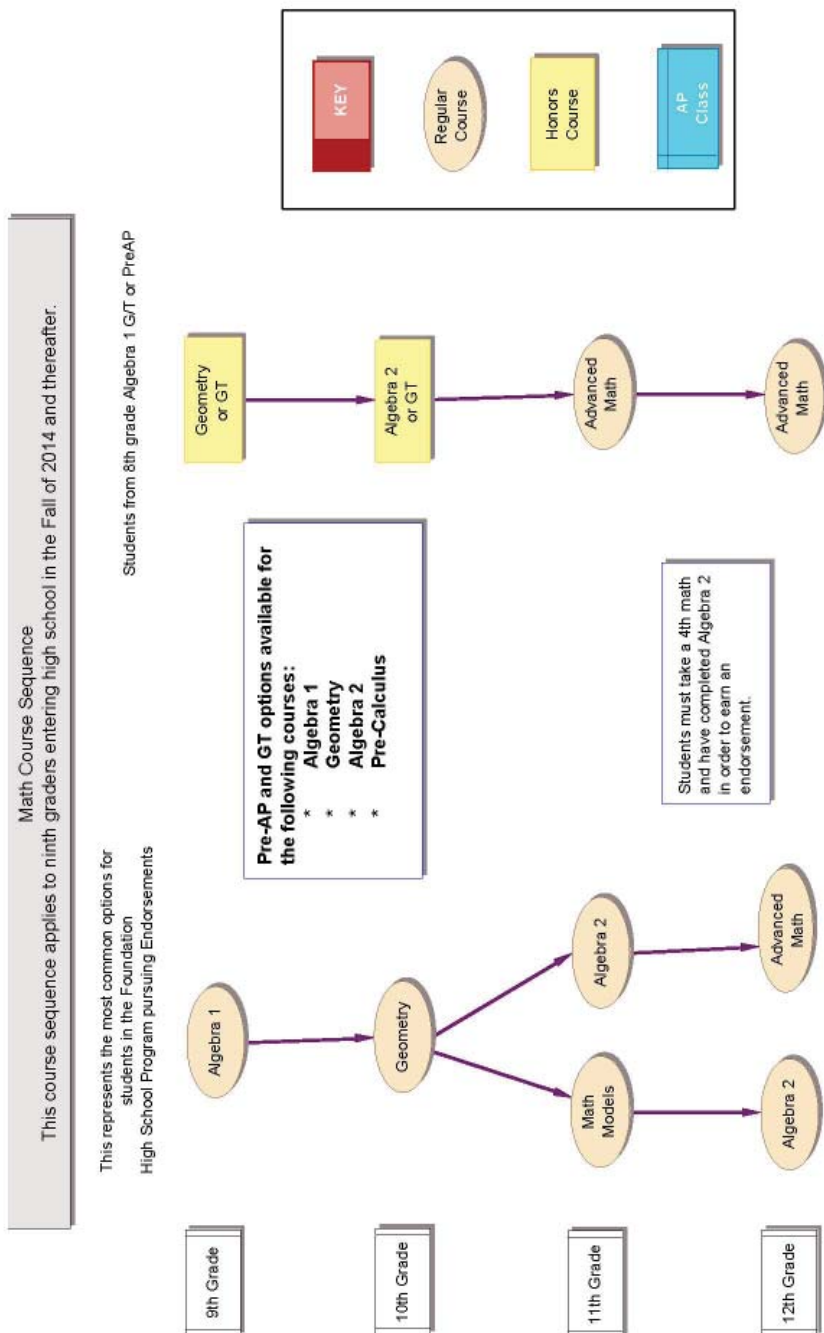 Math Course Sequence
This course sequence applies to ninth graders entering high school in the Fall of 2014 and thereafter.
This represents the most common options for
students in the Foundation
High School Program pursuing Endorsements
Students from 8th grade Algebra 1 G/T or PreAP
9th Grade
Algebra 1
Geometry
or GT
Pre-AP and GT options available for
the following courses:
* Algebra 1
* Geometry
* Algebra 2
* Pre-Calculus
10th Grade
Geometry
Algebra 2
or GT
11th Grade
Math
Models
Algebra 2
Advanced
Math
Students must take a 4th math
and have completed Algebra 2
in order to earn an
endorsement.
12th Grade
Algebra 2
Advanced
Math
Advanced
Math
KEY
Regular
Course
Honors
Course
AP
Class